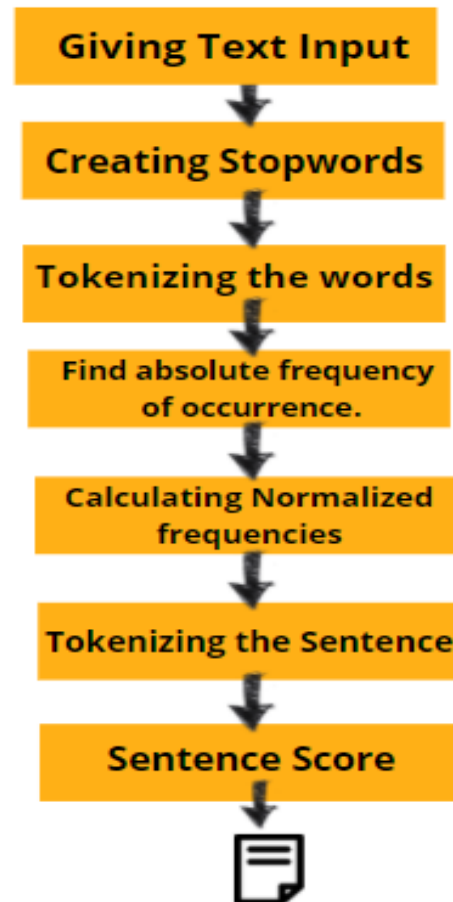 Giving Text Input
Creating Stopwords
Tokenizing the words
Find absolute frequency
of occurrence.
Calculating Normalized
frequencies
Tokenizing the Sentence
Sentence Score